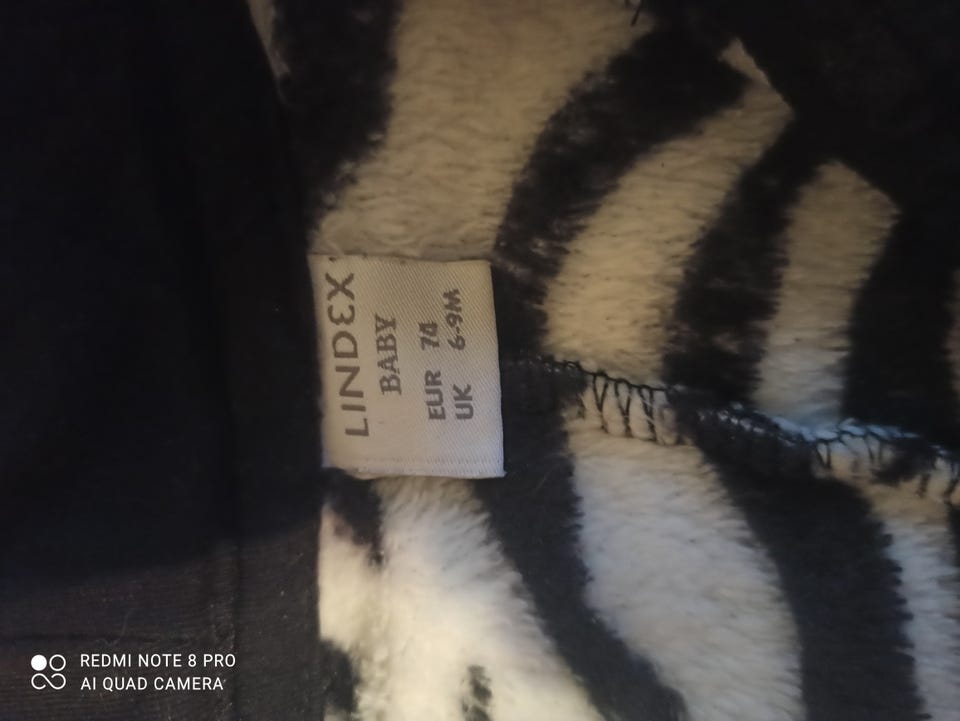 LINDEX
BABY
EUR 74
UK 6-9M
REDMI NOTE 8 PRO
AI QUAD CAMERA